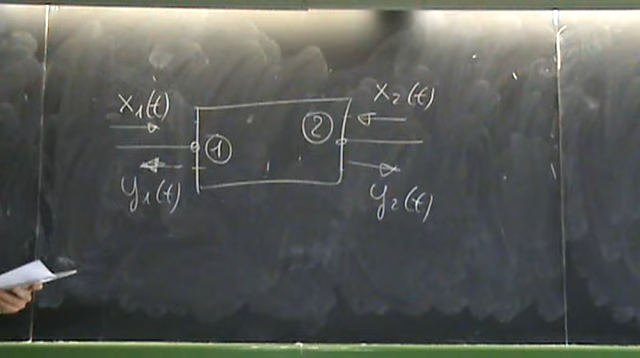 x₁(t)
x₂(t)
①
②
y₁(t)
y₂(t)